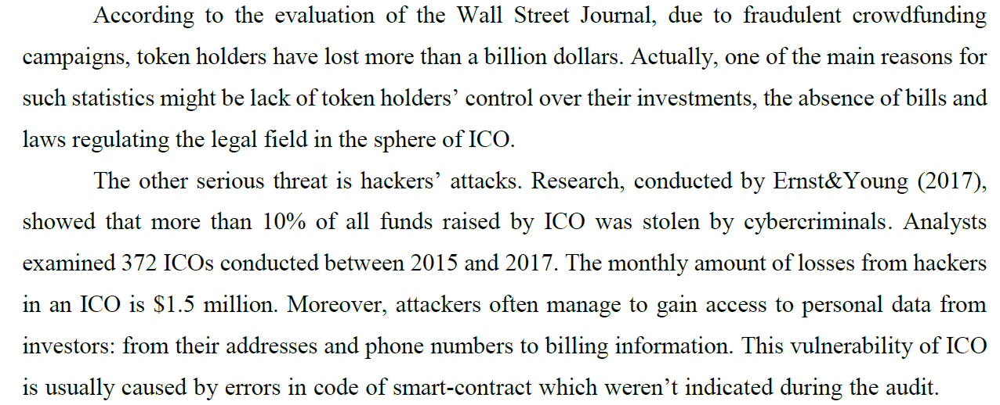 According to the evaluation of the Wall Street Journal, due to fraudulent crowdfunding
campaigns, token holders have lost more than a billion dollars. Actually, one of the main reasons for
such statistics might be lack of token holders’ control over their investments, the absence of bills and
laws regulating the legal field in the sphere of ICO.
The other serious threat is hackers’ attacks. Research, conducted by Ernst&Young (2017),
showed that more than 10% of all funds raised by ICO was stolen by cybercriminals. Analysts
examined 372 ICOs conducted between 2015 and 2017. The monthly amount of losses from hackers
in an ICO is $1.5 million. Moreover, attackers often manage to gain access to personal data from
investors: from their addresses and phone numbers to billing information. This vulnerability of ICO
is usually caused by errors in code of smart-contract which weren’t indicated during the audit.